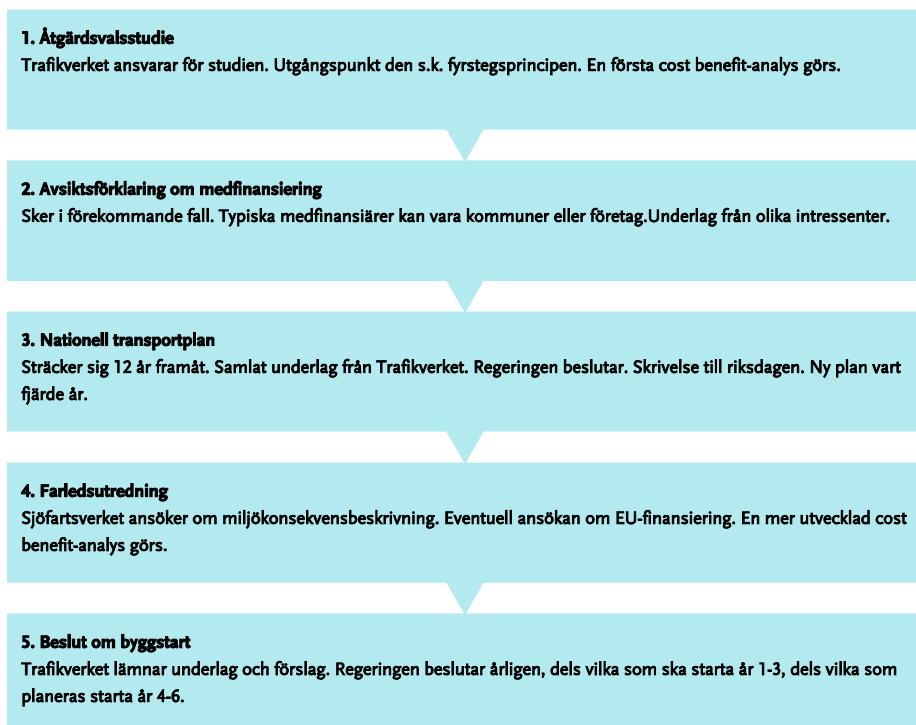 1. Åtgärdsvalsstudie
Trafikverket ansvarar för studien. Utgångspunkt den s.k. fyrstegsprincipen. En första cost benefit-analys görs.
2. Avsiktsförklaring om medfinansiering
Sker i förekommande fall. Typiska medfinansiärer kan vara kommuner eller företag.Underlag från olika intressenter.
3. Nationell transportplan
Sträcker sig 12 år framåt. Samlat underlag från Trafikverket. Regeringen beslutar. Skrivelse till riksdagen. Ny plan vart
fjärde år.
4. Farledsutredning
Sjöfartsverket ansöker om miljökonsekvensbeskrivning. Eventuell ansökan om EU-finansiering. En mer utvecklad cost
benefit-analys görs.
5. Beslut om byggstart
Trafikverket lämnar underlag och förslag. Regeringen beslutar årligen, dels vilka som ska starta år 1-3, dels vilka som
planeras starta år 4-6.